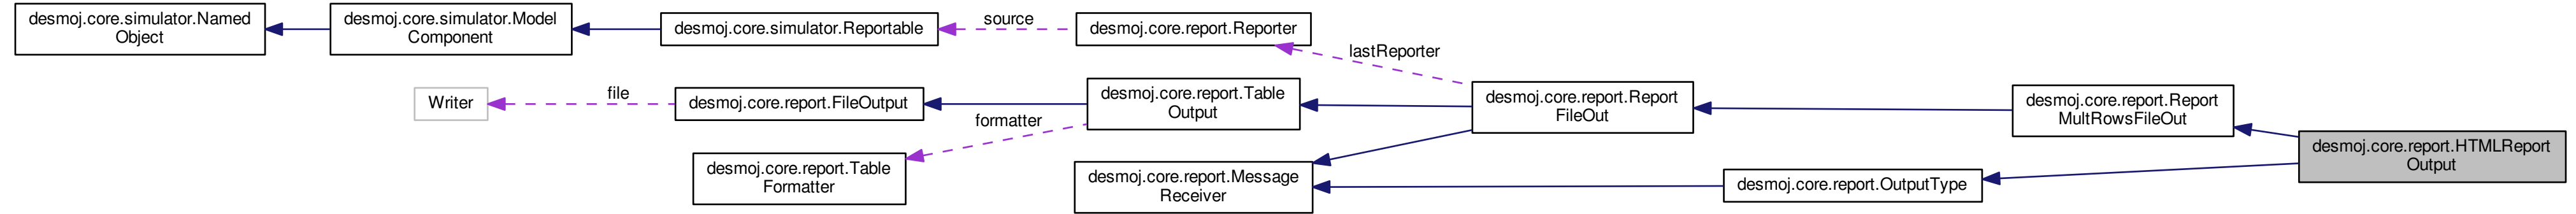 desmoj.core.simulator.Named
Object
desmoj.core.simulator.Model
Component
desmoj.core.simulator.Reportable
source
desmoj.core.report.Reporter
lastReporter
Writer
file
desmoj.core.report.FileOutput
desmoj.core.report.Table
Output
formatter
desmoj.core.report.Table
Formatter
desmoj.core.report.Report
FileOut
desmoj.core.report.Message
Receiver
desmoj.core.report.Report
MultRowsFileOut
desmoj.core.report.OutputType
desmoj.core.report.HTMLReport
Output